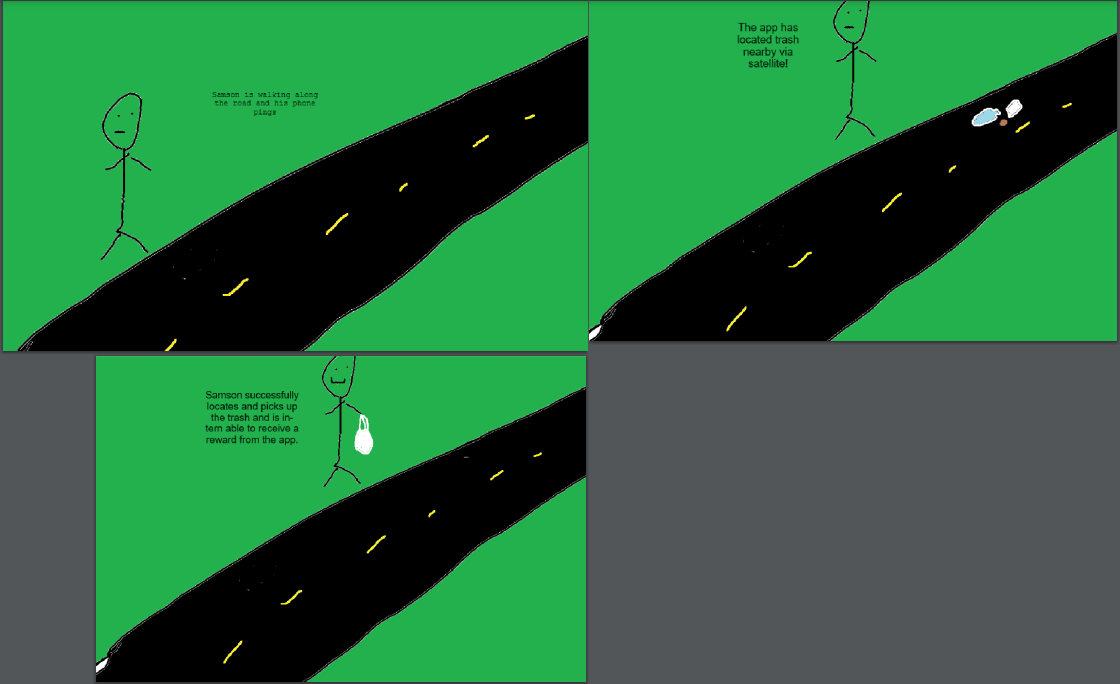 Samson is walking along
the road and his phone
pings
The app has
located trash
nearby via
satellite!
Samson successfully
locates and picks up
the trash and is in-
tern able to receive a
reward from the app.